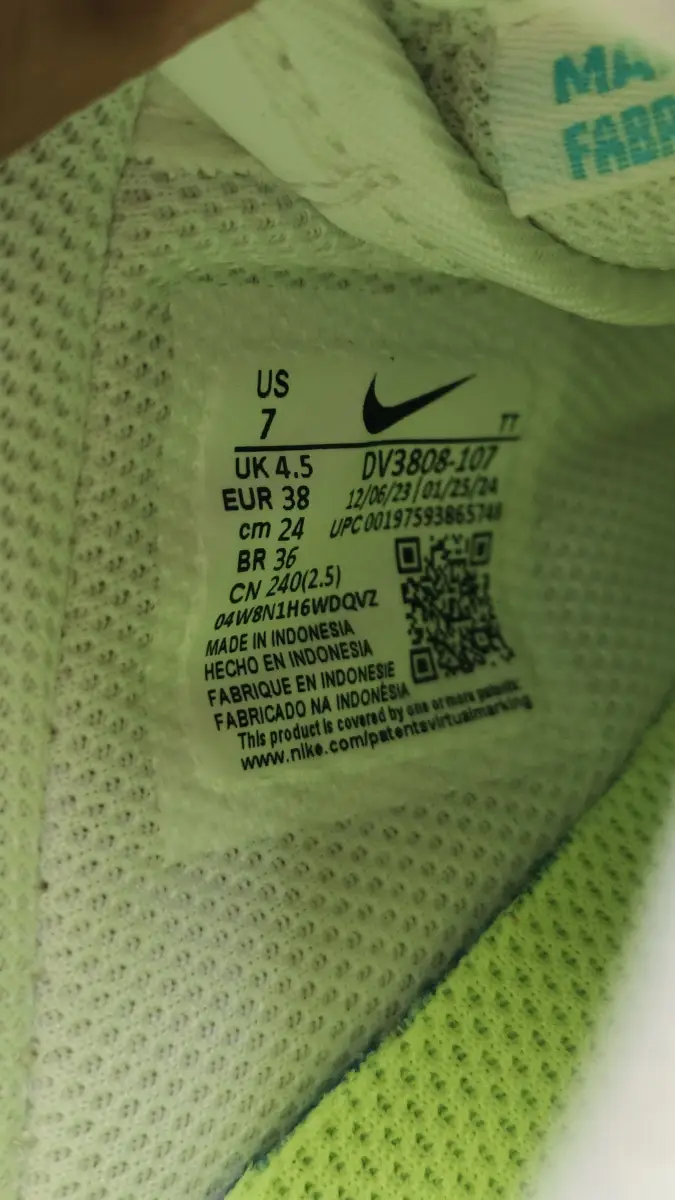 MA
FABR
US
7
TT
UK 4.5 DV3808-107
EUR 38 12/06/23 | 01/25/24
cm 24 UPC 00197593865748
BR 36
CN 240(2.5)
04W8N1H6WDQVZ
MADE IN INDONESIA
HECHO EN INDONESIA
FABRIQUE EN INDONESIE
FABRICADO NA INDONÉSIA
This product is covered by one or more patents:
www.nike.com/patentsvirtualmarking